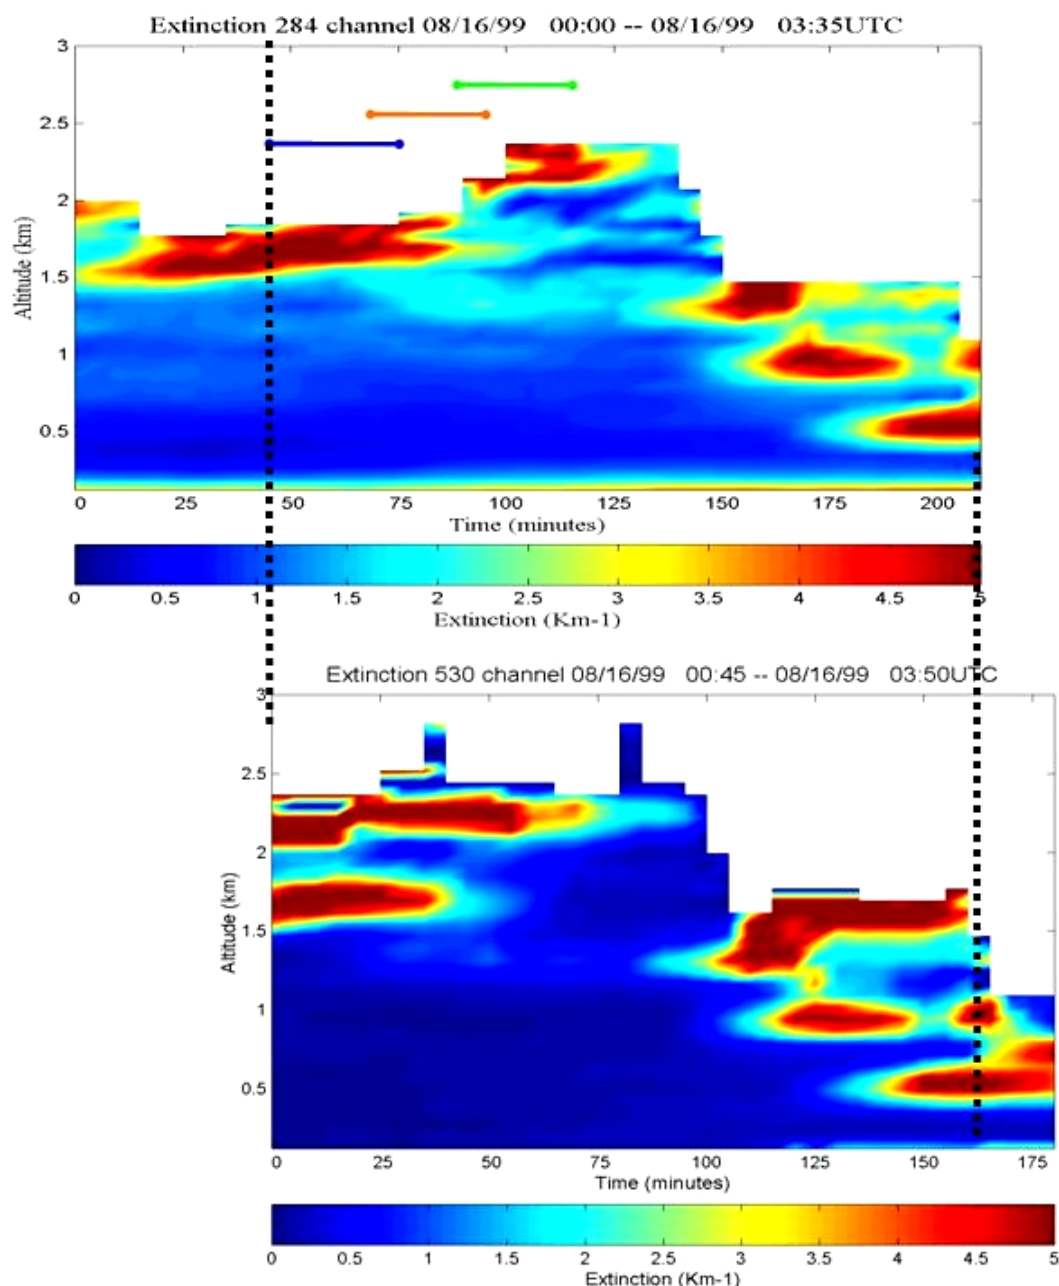 Extinction 284 channel 08/16/99 00:00 -- 08/16/99 03:35UTC
3
2.5
2
1.5
1
0.5
Altitude (km)
0 25 50 75 100 125 150 175 200
Time (minutes)
0 0.5 1 1.5 2 2.5 3 3.5 4 4.5 5
Extinction (Km-1)
Extinction 530 channel 08/16/99 00:45 -- 08/16/99 03:50UTC
3
2.5
2
1.5
1
0.5
Altitude (km)
0 25 50 75 100 125 150 175
Time (minutes)
0 0.5 1 1.5 2 2.5 3 3.5 4 4.5 5
Extinction (Km-1)